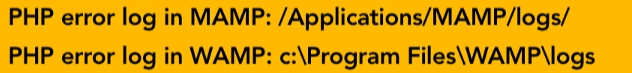 PHP error log in MAMP: /Applications/MAMP/logs/
PHP error log in WAMP: c:\Program Files\WAMP\logs